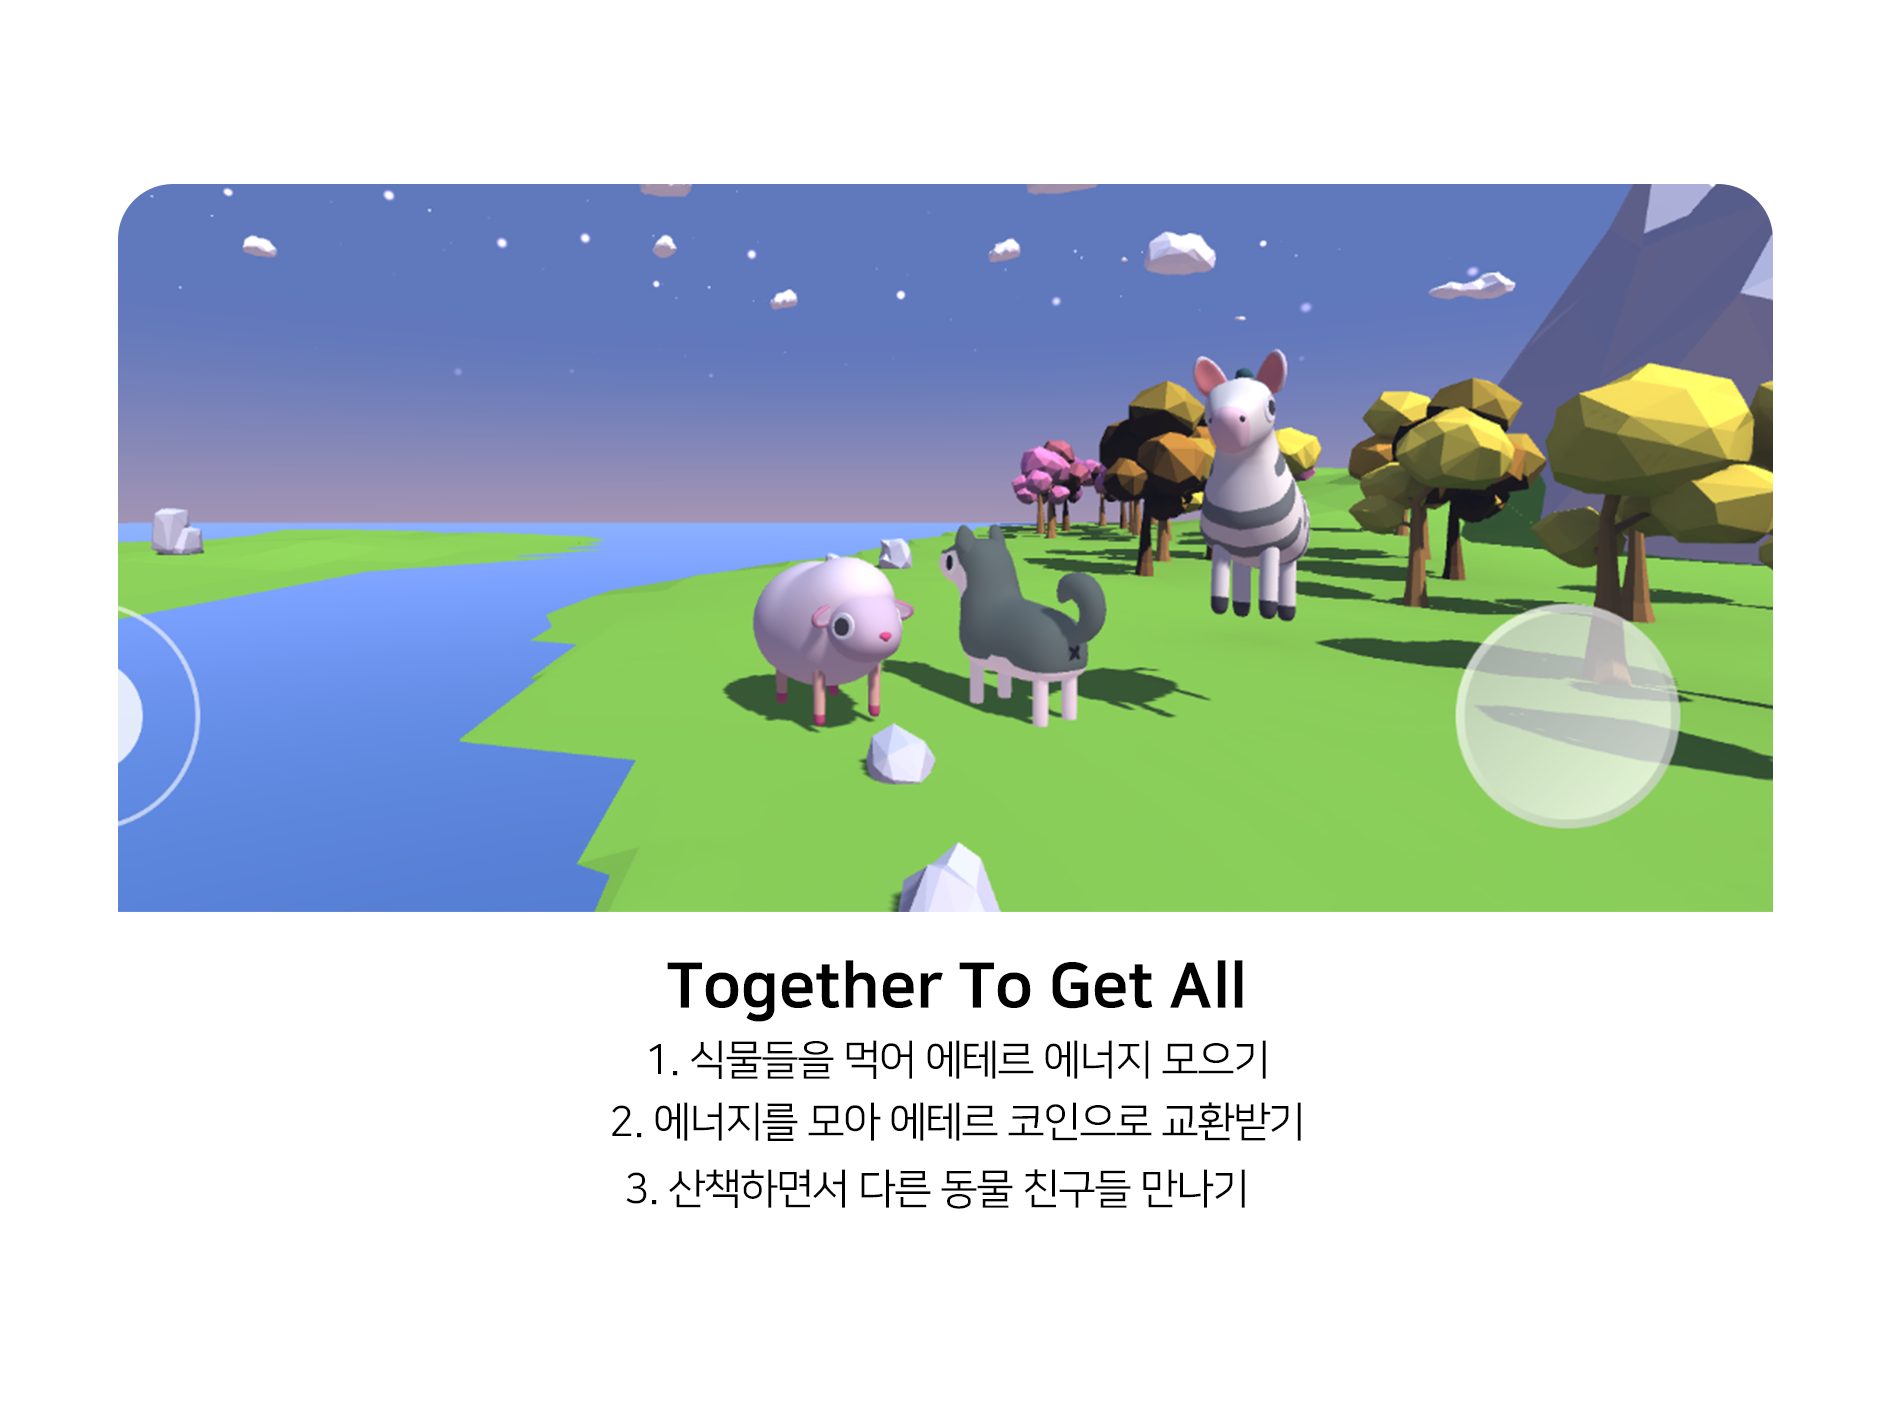 Together To Get All
1. 식물들을 먹어 에테르 에너지 모으기
2. 에너지를 모아 에테르 코인으로 교환받기
3. 산책하면서 다른 동물 친구들 만나기